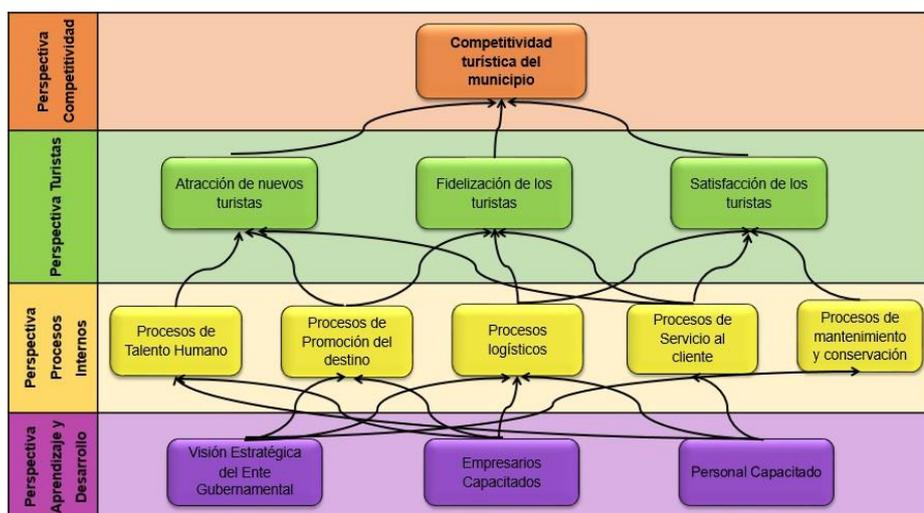 Perspectiva
Competitividad
Competitividad
turística del
municipio
Perspectiva Turistas
Atracción de nuevos
turistas
Fidelización de los
turistas
Satisfacción de los
turistas
Perspectiva
Procesos
Internos
Procesos de
Talento Humano
Procesos de
Promoción del
destino
Procesos
logísticos
Procesos de
Servicio al
cliente
Procesos de
mantenimiento
y conservación
Perspectiva
Aprendizaje y
Desarrollo
Visión Estratégica
del Ente
Gubernamental
Empresarios
Capacitados
Personal Capacitado